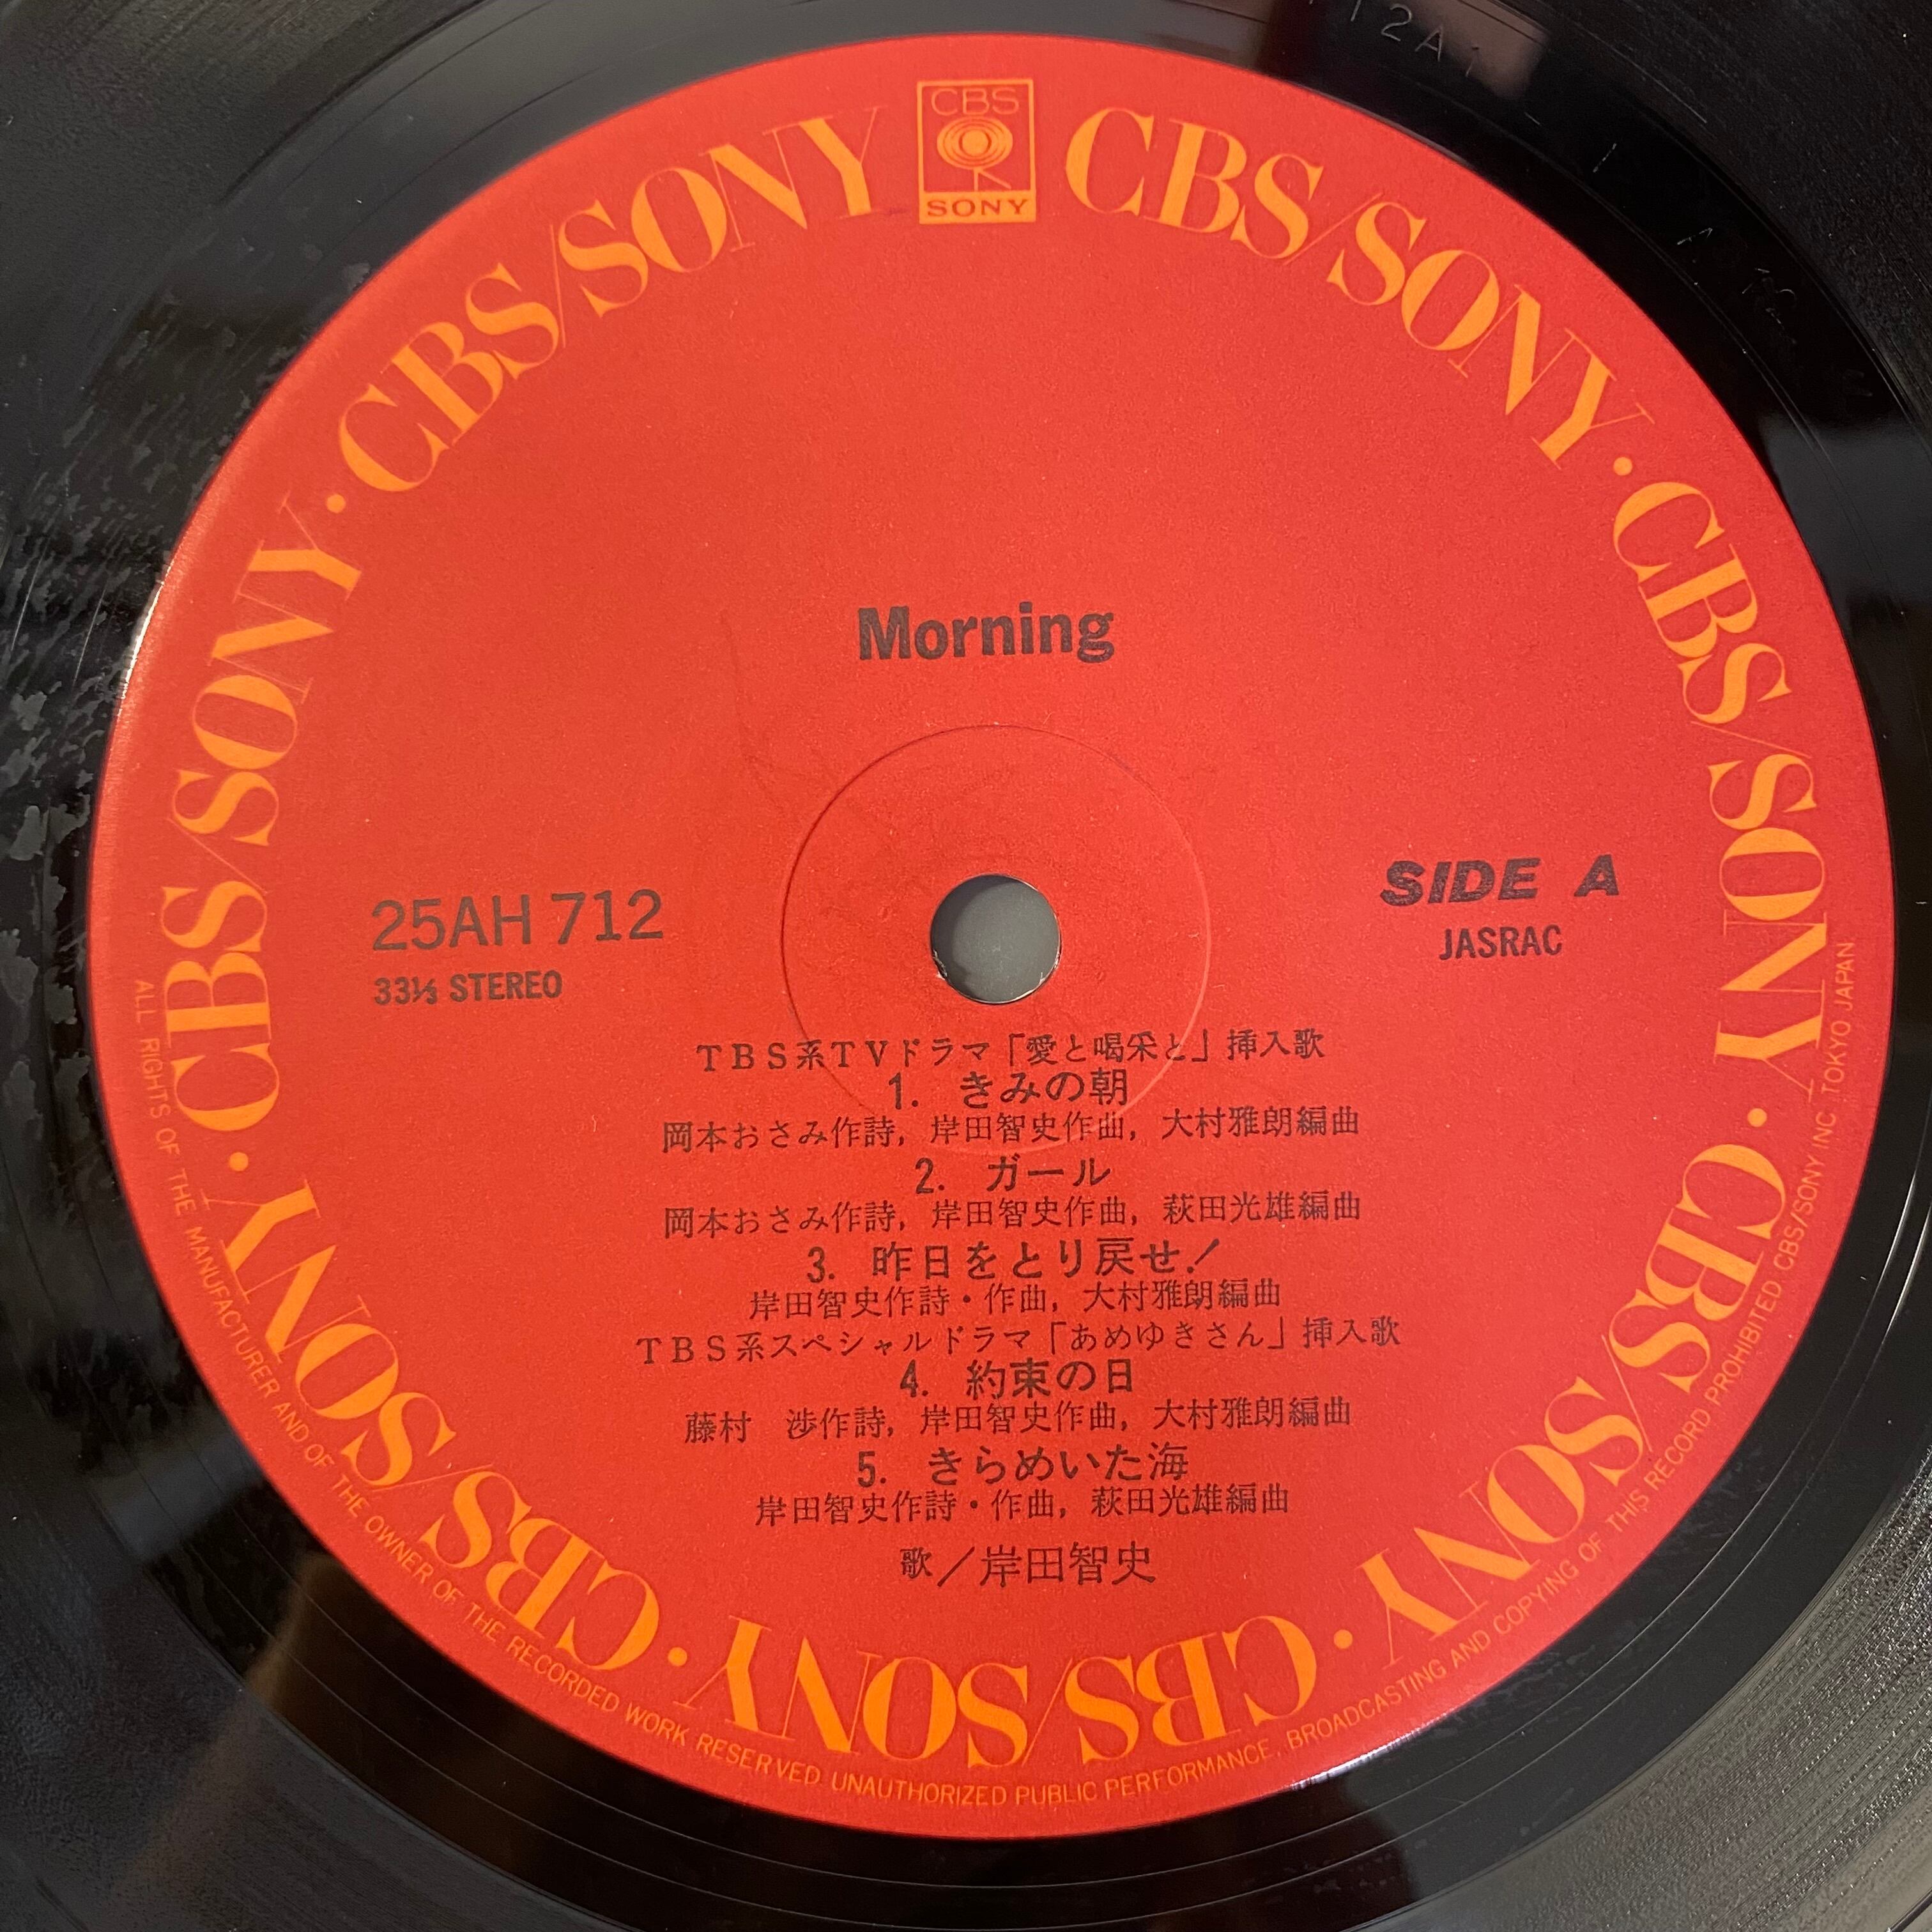 12A1
CBS
SONY
CBS/SONY · CBS/SONY · CBS/SONY · CBS/SONY · CBS/SONY · CBS/SONY · CBS/SONY · CBS/SONY
Morning
25AH 712
33⅓ STEREO
SIDE A
JASRAC
TBS系TVドラマ「愛と喝采と」挿入歌
1. きみの朝
岡本おさみ作詩, 岸田智史作曲, 大村雅朗編曲
2. ガール
岡本おさみ作詩, 岸田智史作曲, 萩田光雄編曲
3. 昨日をとり戻せ!
岸田智史作詩・作曲, 大村雅朗編曲
TBS系スペシャルドラマ「あめゆきさん」挿入歌
4. 約束の日
藤村 渉作詩, 岸田智史作曲, 大村雅朗編曲
5. きらめいた海
岸田智史作詩・作曲, 萩田光雄編曲
歌/岸田智史
ALL RIGHTS OF THE MANUFACTURER AND OF THE OWNER OF THE RECORDED WORK RESERVED UNAUTHORIZED PUBLIC PERFORMANCE, BROADCASTING AND COPYING OF THIS RECORD PROHIBITED CBS/SONY INC TOKYO JAPAN